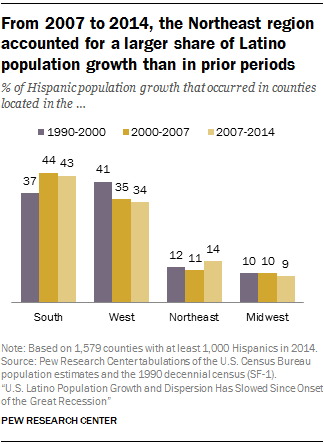 From 2007 to 2014, the Northeast region
accounted for a larger share of Latino
population growth than in prior periods
% of Hispanic population growth that occurred in counties
located in the ...
1990-2000 2000-2007 2007-2014
37 44 43 41 35 34 12 11 14 10 10 9
South West Northeast Midwest
Note: Based on 1,579 counties with at least 1,000 Hispanics in 2014.
Source: Pew Research Center tabulations of the U.S. Census Bureau
population estimates and the 1990 decennial census (SF-1).
“U.S. Latino Population Growth and Dispersion Has Slowed Since Onset
of the Great Recession”
PEW RESEARCH CENTER